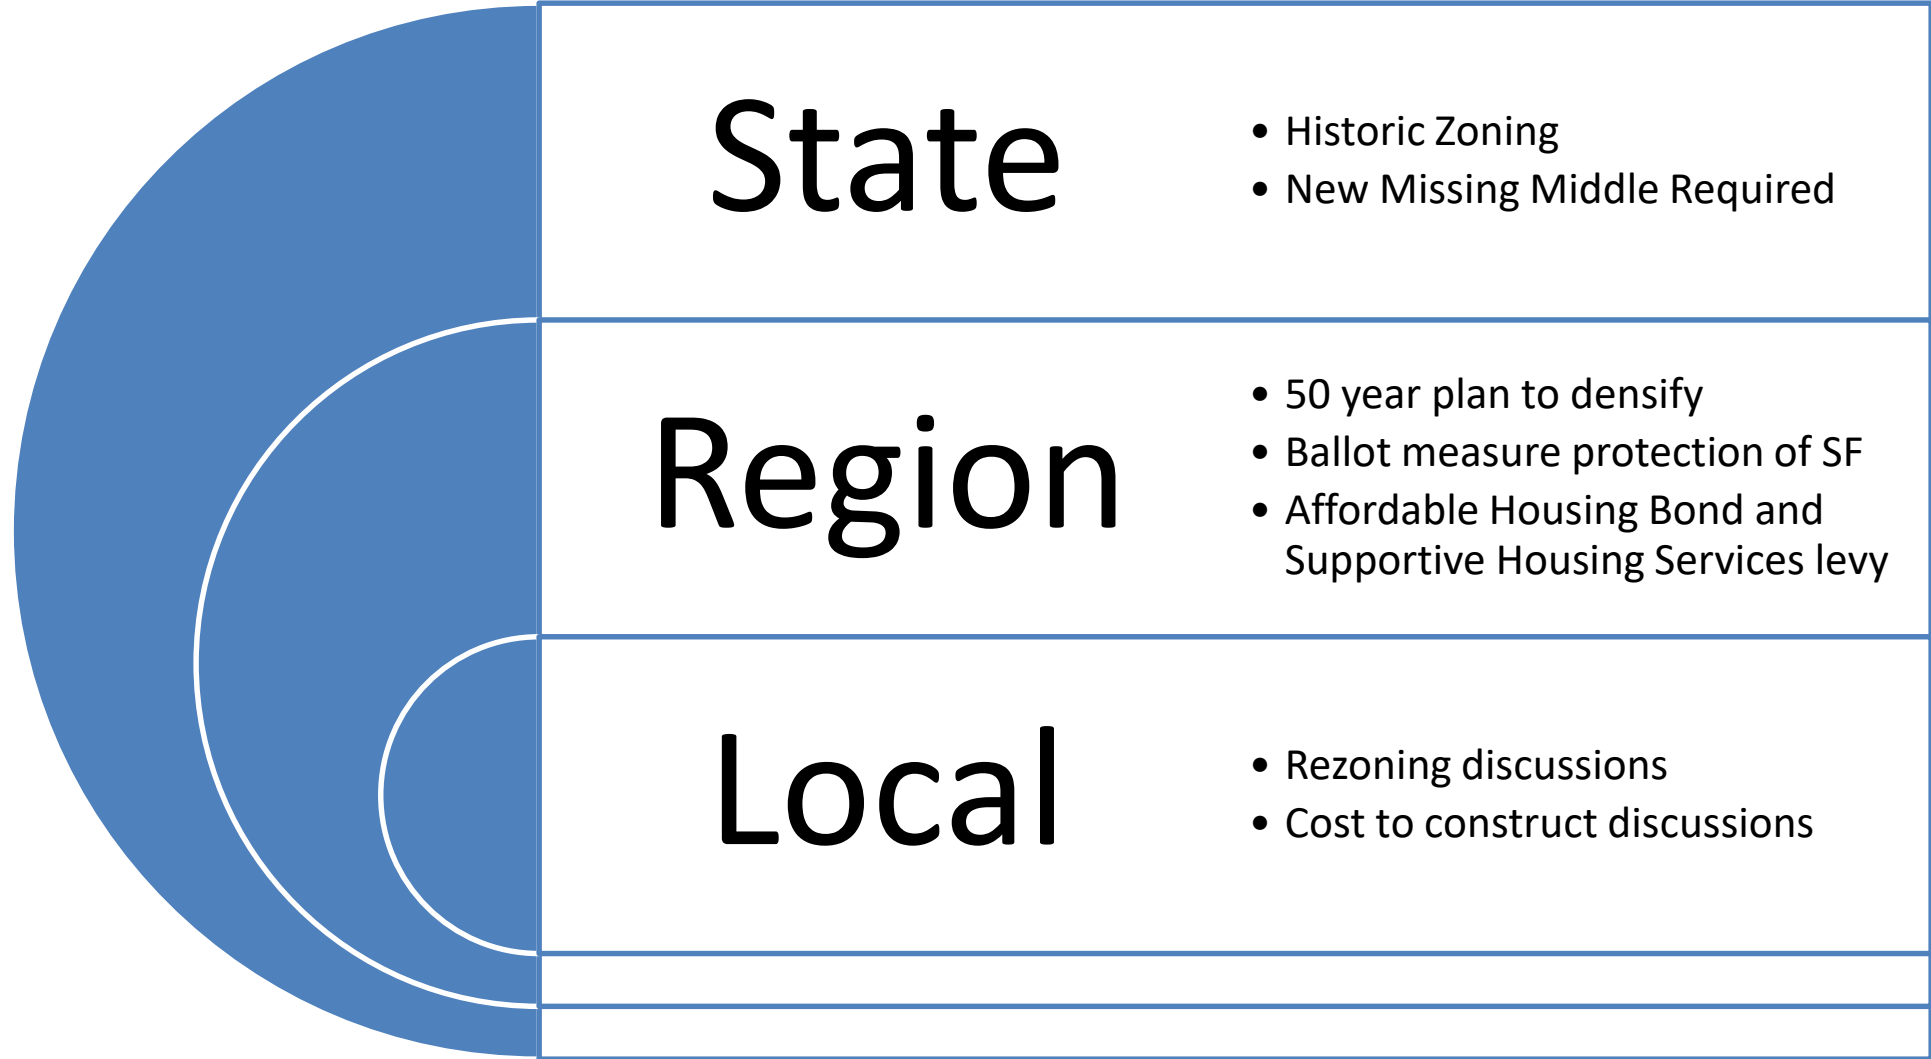 State
• Historic Zoning
• New Missing Middle Required
Region
• 50 year plan to densify
• Ballot measure protection of SF
• Affordable Housing Bond and
Supportive Housing Services levy
Local
• Rezoning discussions
• Cost to construct discussions